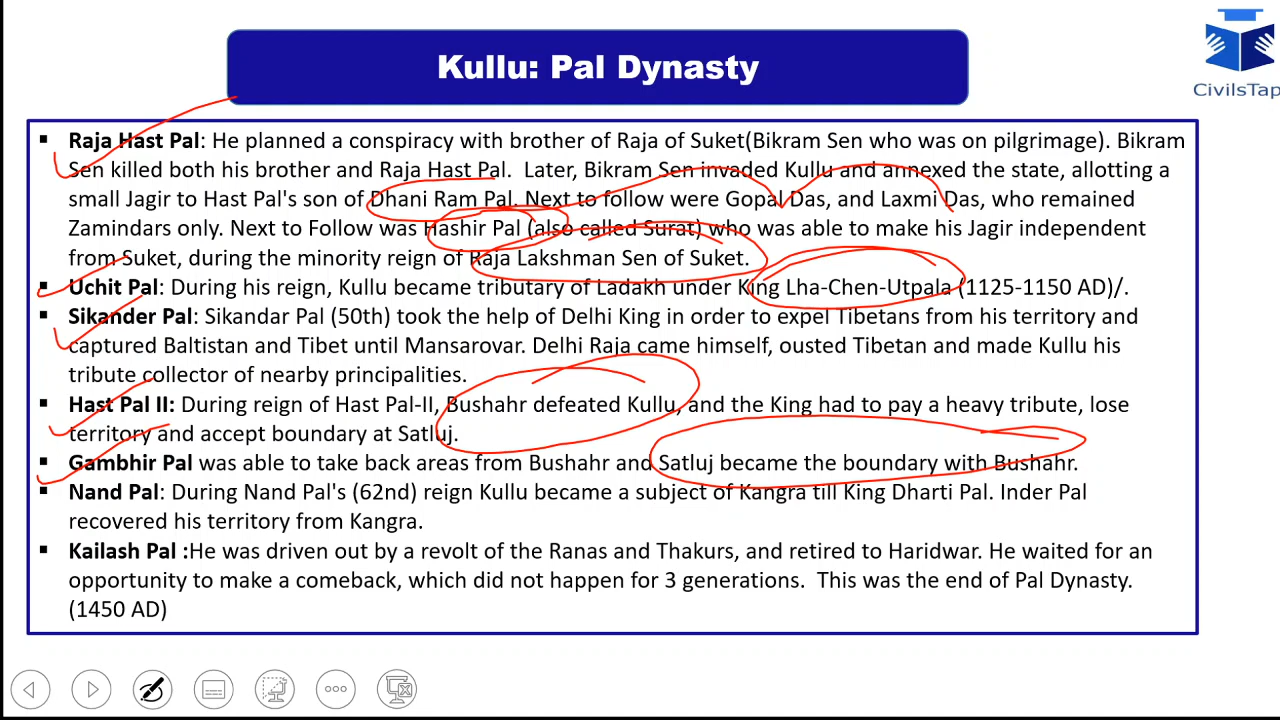 Kullu: Pal Dynasty
CivilsTap
▪ Raja Hast Pal: He planned a conspiracy with brother of Raja of Suket(Bikram Sen who was on pilgrimage). Bikram
Sen killed both his brother and Raja Hast Pal. Later, Bikram Sen invaded Kullu and annexed the state, allotting a
small Jagir to Hast Pal's son of Dhani Ram Pal. Next to follow were Gopal Das, and Laxmi Das, who remained
Zamindars only. Next to Follow was Hashir Pal (also called Surat) who was able to make his Jagir independent
from Suket, during the minority reign of Raja Lakshman Sen of Suket.
▪ Uchit Pal: During his reign, Kullu became tributary of Ladakh under King Lha-Chen-Utpala (1125-1150 AD)/.
▪ Sikander Pal: Sikandar Pal (50th) took the help of Delhi King in order to expel Tibetans from his territory and
captured Baltistan and Tibet until Mansarovar. Delhi Raja came himself, ousted Tibetan and made Kullu his
tribute collector of nearby principalities.
▪ Hast Pal II: During reign of Hast Pal-II, Bushahr defeated Kullu, and the King had to pay a heavy tribute, lose
territory and accept boundary at Satluj.
▪ Gambhir Pal was able to take back areas from Bushahr and Satluj became the boundary with Bushahr.
▪ Nand Pal: During Nand Pal's (62nd) reign Kullu became a subject of Kangra till King Dharti Pal. Inder Pal
recovered his territory from Kangra.
▪ Kailash Pal :He was driven out by a revolt of the Ranas and Thakurs, and retired to Haridwar. He waited for an
opportunity to make a comeback, which did not happen for 3 generations. This was the end of Pal Dynasty.
(1450 AD)